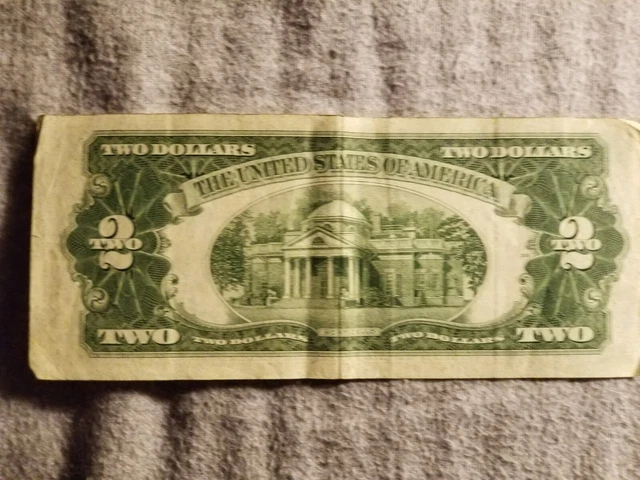 TWO DOLLARS TWO DOLLARS
THE UNITED STATES OF AMERICA
2 2
TWO TWO
TWO TWO DOLLARS TWO DOLLARS TWO